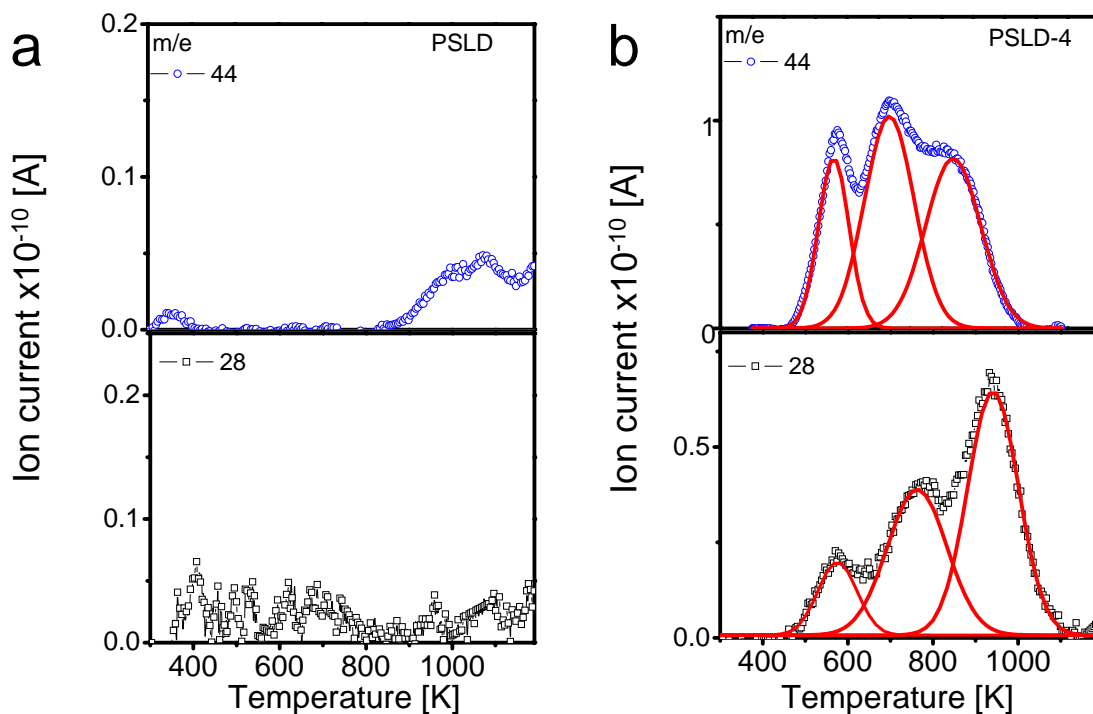 a
m/e
PSLD
44
0.2
0.1
0.0
28
0.2
0.1
0.0
400 600 800 1000
Temperature [K]
Ion current x10⁻¹⁰ [A]
b
m/e
PSLD-4
44
1
0
28
0.5
0.0
400 600 800 1000
Temperature [K]
Ion current x10⁻¹⁰ [A]